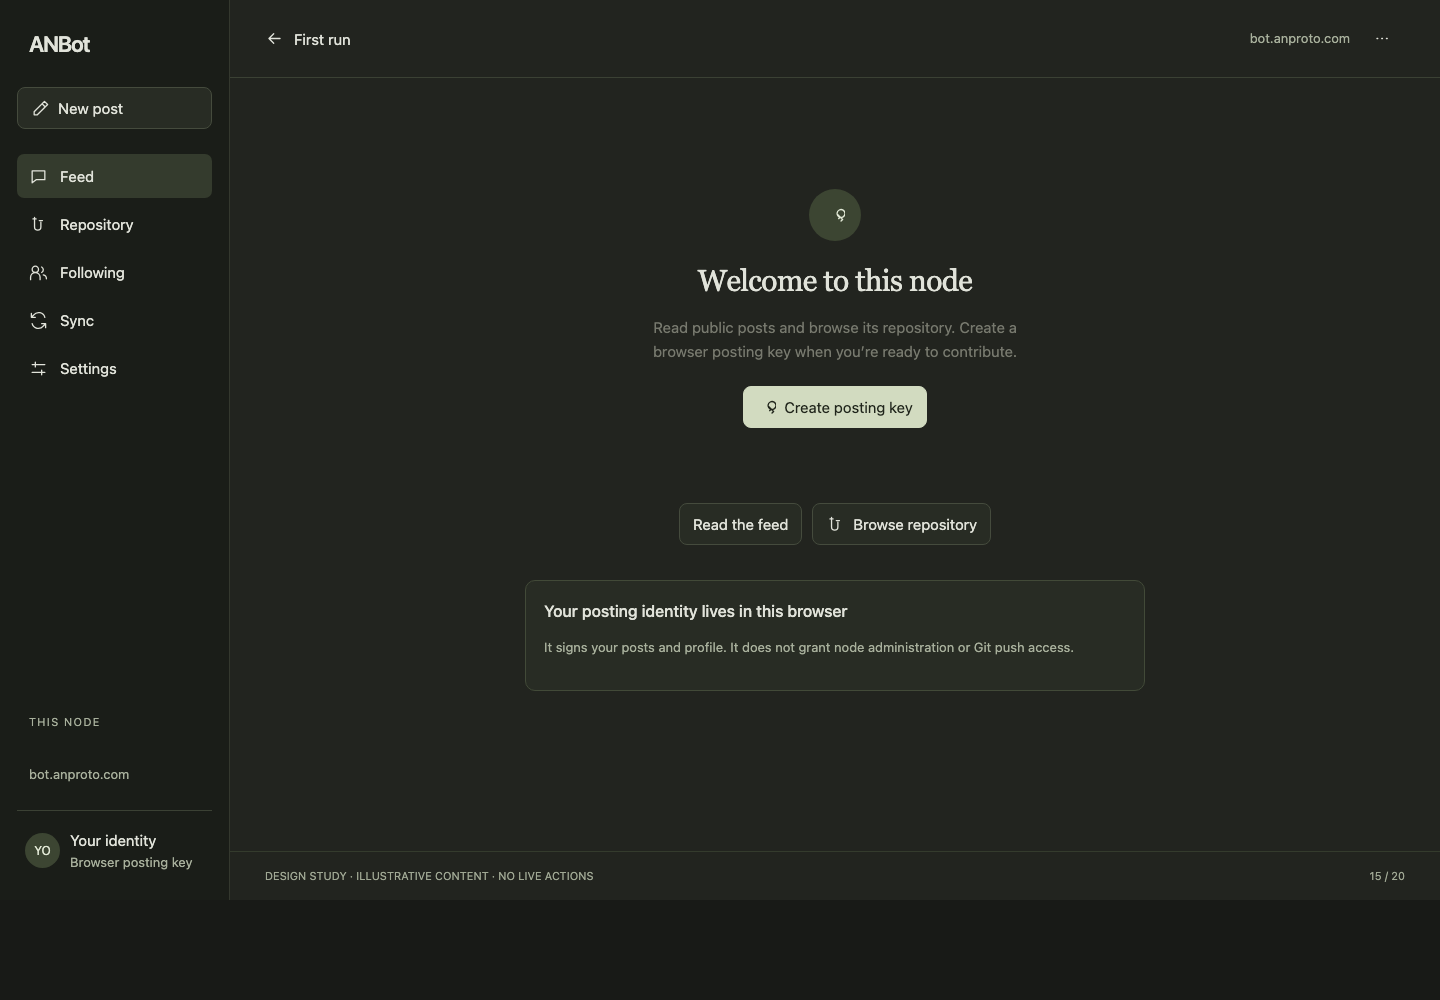 ANBot
First run
bot.anproto.com
New post
Feed
Repository
Following
Sync
Settings
Welcome to this node
Read public posts and browse its repository. Create a
browser posting key when you're ready to contribute.
Create posting key
Read the feed
Browse repository
Your posting identity lives in this browser
It signs your posts and profile. It does not grant node administration or Git push access.
THIS NODE
bot.anproto.com
YO
Your identity
Browser posting key
DESIGN STUDY · ILLUSTRATIVE CONTENT · NO LIVE ACTIONS
15 / 20